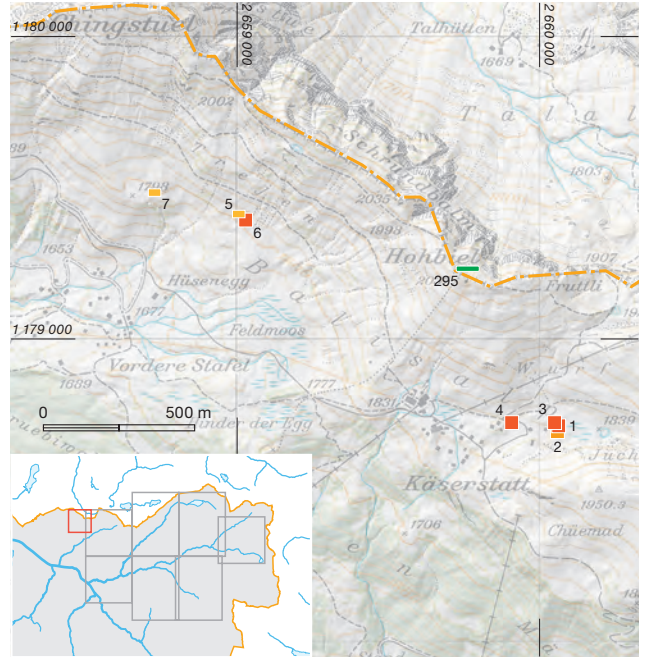 1 180 000
2 659 000
2 660 000
Chingstuel
Talhütten
1669
2002
T a l a l
1803
1798
7
5
6
2035
1993
Hohbiel
295
1907
Fruttli
1653
Hüsenegg
1677
B a l i s a
Feldmoos
1 179 000
Vordere Stafel
1639
1777
W u r f
0 500 m
1831
4
3
1
2
1839
Käserstatt
1950.3
Chüemad
1706